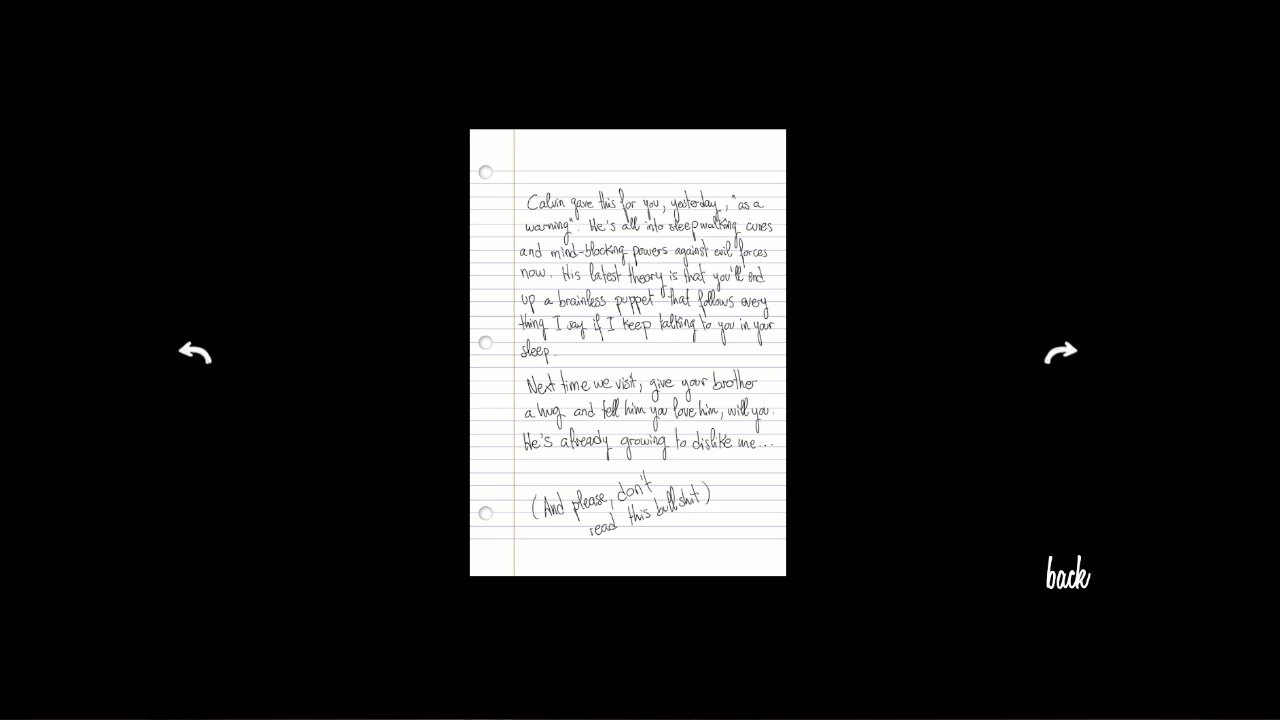 Calvin gave this for you, yesterday, "as a
warning". He's all into sleepwalking cures
and mind-blocking powers against evil forces
now. His latest theory is that you'll end
up a brainless puppet that follows every
thing I say if I keep talking to you in your
sleep.
Next time we visit, give your brother
a hug and tell him you love him, will you.
He's already growing to dislike me...
(And please, don't
read this bullshit)
back